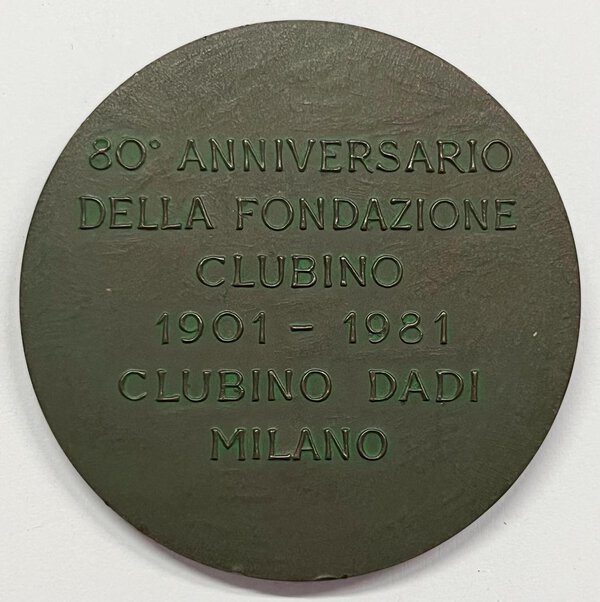 80° ANNIVERSARIO
DELLA FONDAZIONE
CLUBINO
1901 - 1981
CLUBINO DADI
MILANO